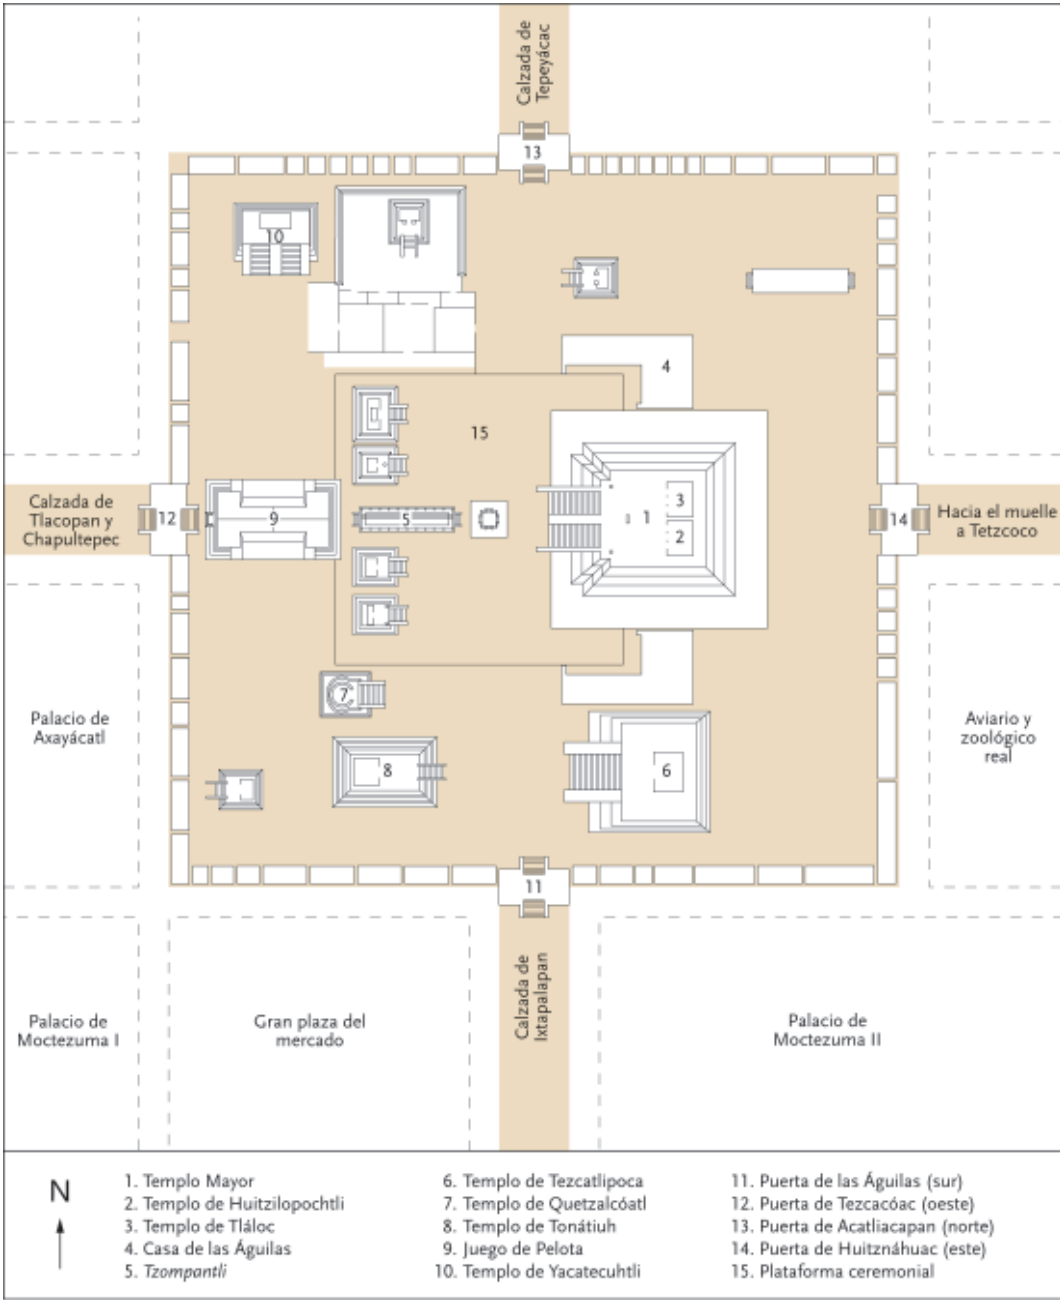 Calzada de
Tepeyácac
13
10
4
15
Calzada de
Tlacopan y
Chapultepec
12
9
5
1
3
2
14
Hacia el muelle
a Tetzcoco
7
8
6
Palacio de
Axayácatl
Aviario y
zoológico
real
11
Palacio de
Moctezuma I
Gran plaza del
mercado
Calzada de
Ixtapalapan
Palacio de
Moctezuma II
N
1. Templo Mayor
2. Templo de Huitzilopochtli
3. Templo de Tláloc
4. Casa de las Águilas
5. Tzompantli
6. Templo de Tezcatlipoca
7. Templo de Quetzalcóatl
8. Templo de Tonátiuh
9. Juego de Pelota
10. Templo de Yacatecuhtli
11. Puerta de las Águilas (sur)
12. Puerta de Tezcacóac (oeste)
13. Puerta de Acatliacapan (norte)
14. Puerta de Huitznáhuac (este)
15. Plataforma ceremonial